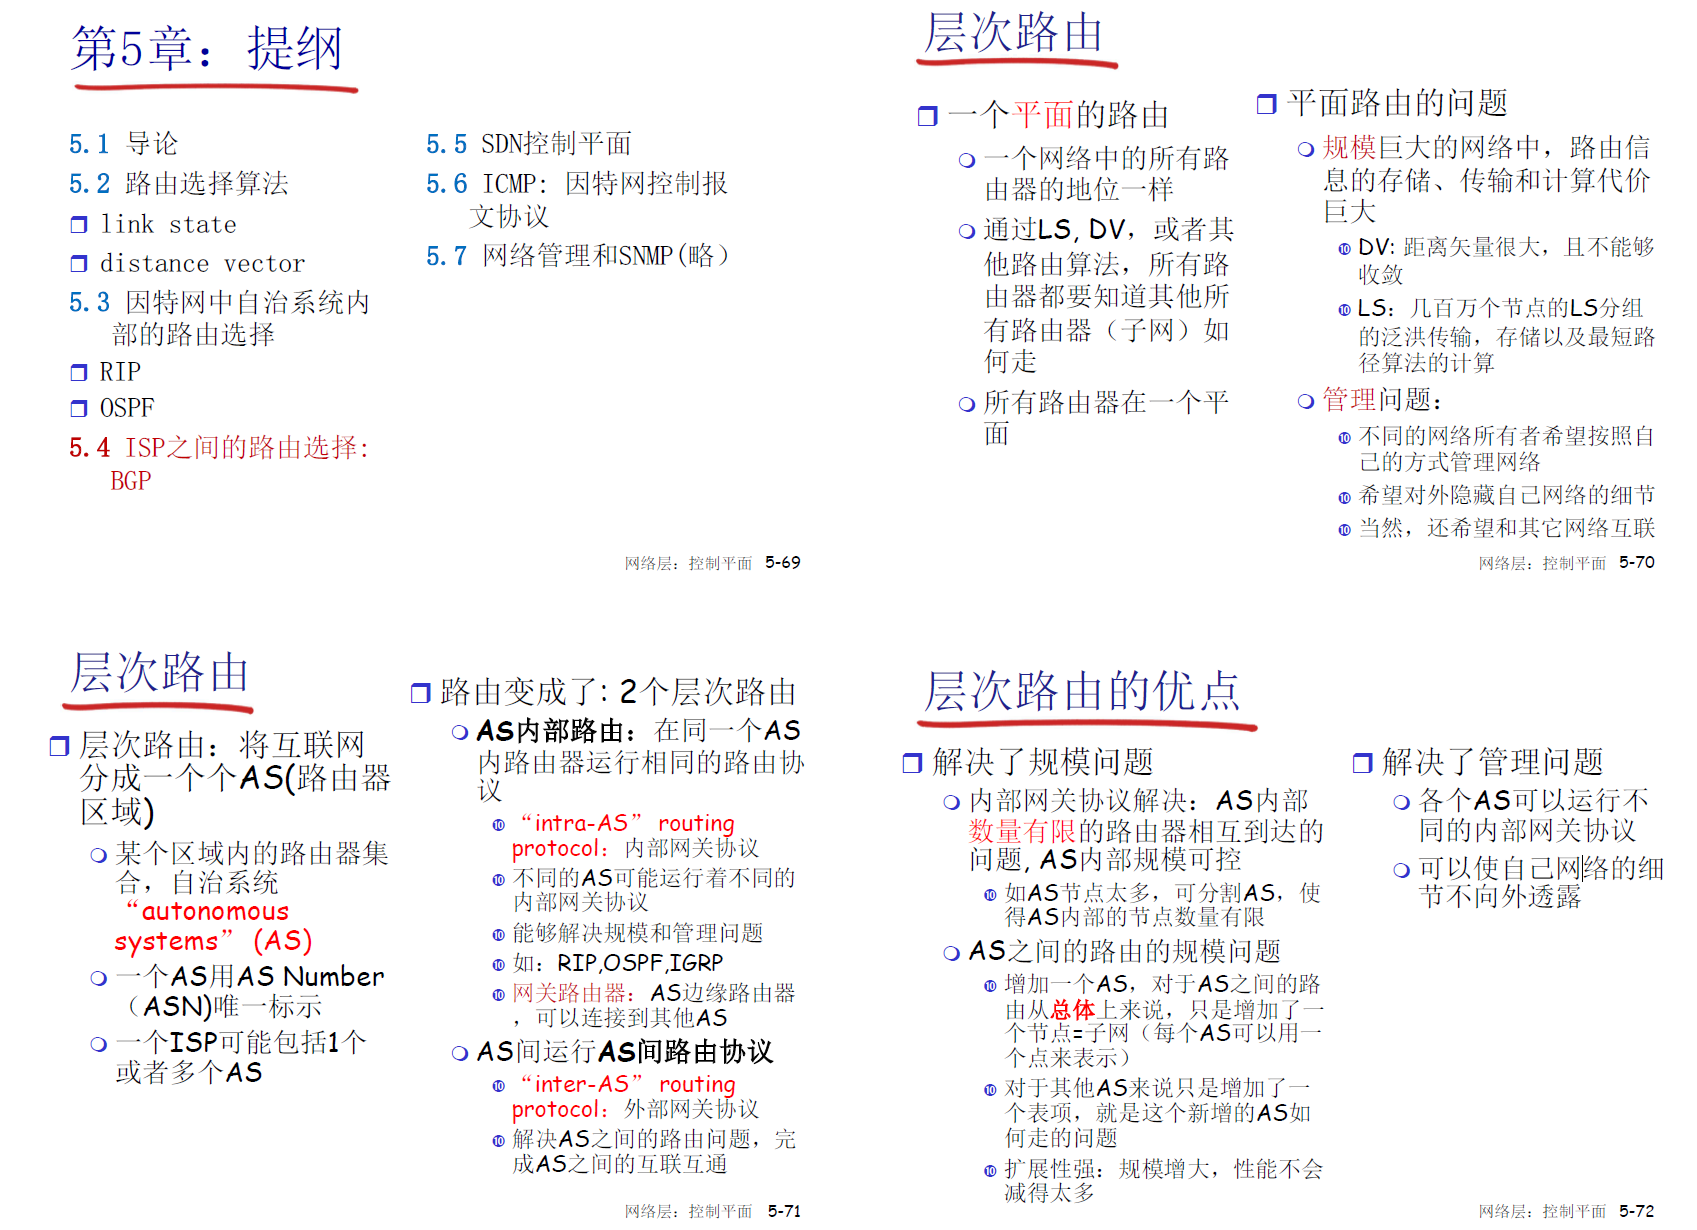 第5章：提纲
5.1 导论
5.2 路由选择算法
link state
distance vector
5.3 因特网中自治系统内
部的路由选择
RIP
OSPF
5.4 ISP之间的路由选择:
BGP
5.5 SDN控制平面
5.6 ICMP: 因特网控制报
文协议
5.7 网络管理和SNMP(略）
网络层：控制平面 5-69
层次路由
一个平面的路由
一个网络中的所有路
由器的地位一样
通过LS, DV，或者其
他路由算法，所有路
由器都要知道其他所
有路由器（子网）如
何走
所有路由器在一个平
面
平面路由的问题
规模巨大的网络中，路由信
息的存储、传输和计算代价
巨大
DV: 距离矢量很大，且不能够
收敛
LS：几百万个节点的LS分组
的泛洪传输，存储以及最短路
径算法的计算
管理问题：
不同的网络所有者希望按照自
己的方式管理网络
希望对外隐藏自己网络的细节
当然，还希望和其它网络互联
网络层：控制平面 5-70
层次路由
层次路由：将互联网
分成一个个AS(路由器
区域)
某个区域内的路由器集
合，自治系统
“autonomous
systems” (AS)
一个AS用AS Number
（ASN)唯一标示
一个ISP可能包括1个
或者多个AS
路由变成了: 2个层次路由
AS内部路由：在同一个AS
内路由器运行相同的路由协
议
“intra-AS” routing
protocol：内部网关协议
不同的AS可能运行着不同的
内部网关协议
能够解决规模和管理问题
如：RIP,OSPF,IGRP
网关路由器：AS边缘路由器
，可以连接到其他AS
AS间运行AS间路由协议
“inter-AS” routing
protocol：外部网关协议
解决AS之间的路由问题，完
成AS之间的互联互通
网络层：控制平面 5-71
层次路由的优点
解决了规模问题
内部网关协议解决：AS内部
数量有限的路由器相互到达的
问题, AS内部规模可控
如AS节点太多，可分割AS，使
得AS内部的节点数量有限
AS之间的路由的规模问题
增加一个AS，对于AS之间的路
由从总体上来说，只是增加了一
个节点=子网（每个AS可以用一
个点来表示）
对于其他AS来说只是增加了一
个表项，就是这个新增的AS如
何走的问题
扩展性强：规模增大，性能不会
减得太多
解决了管理问题
各个AS可以运行不
同的内部网关协议
可以使自己网络的细
节不向外透露
网络层：控制平面 5-72